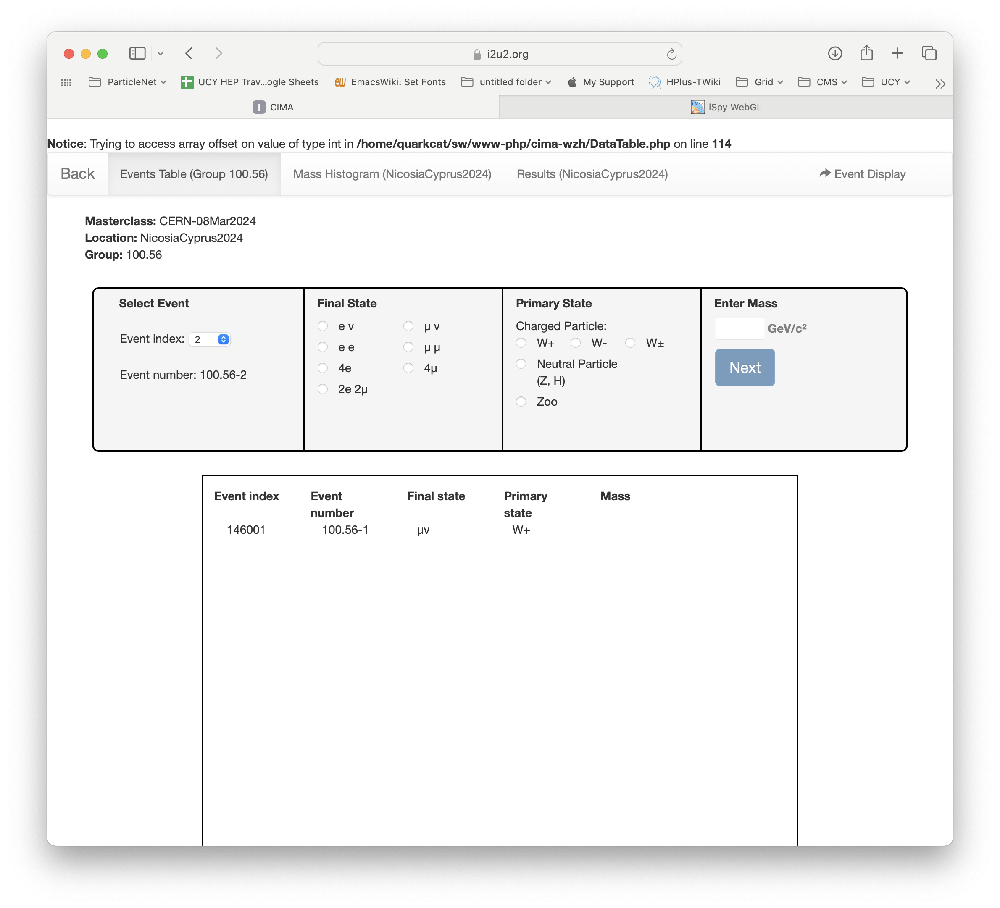 i2u2.org
ParticleNet
UCY HEP Trav...ogle Sheets
EmacsWiki: Set Fonts
untitled folder
My Support
HPlus-TWiki
Grid
CMS
UCY
I CIMA
CMS iSpy WebGL
Notice: Trying to access array offset on value of type int in /home/quarkcat/sw/www-php/cima-wzh/DataTable.php on line 114
Back
Events Table (Group 100.56)
Mass Histogram (NicosiaCyprus2024)
Results (NicosiaCyprus2024)
Event Display
Masterclass: CERN-08Mar2024
Location: NicosiaCyprus2024
Group: 100.56
Select Event
Event index: 2
Event number: 100.56-2
Final State
e ν μ ν
e e μ μ
4e 4μ
2e 2μ
Primary State
Charged Particle:
W+ W- W±
Neutral Particle
(Z, H)
Zoo
Enter Mass
GeV/c²
Next
Event index Event Final state Primary Mass
number state
146001 100.56-1 μν W+